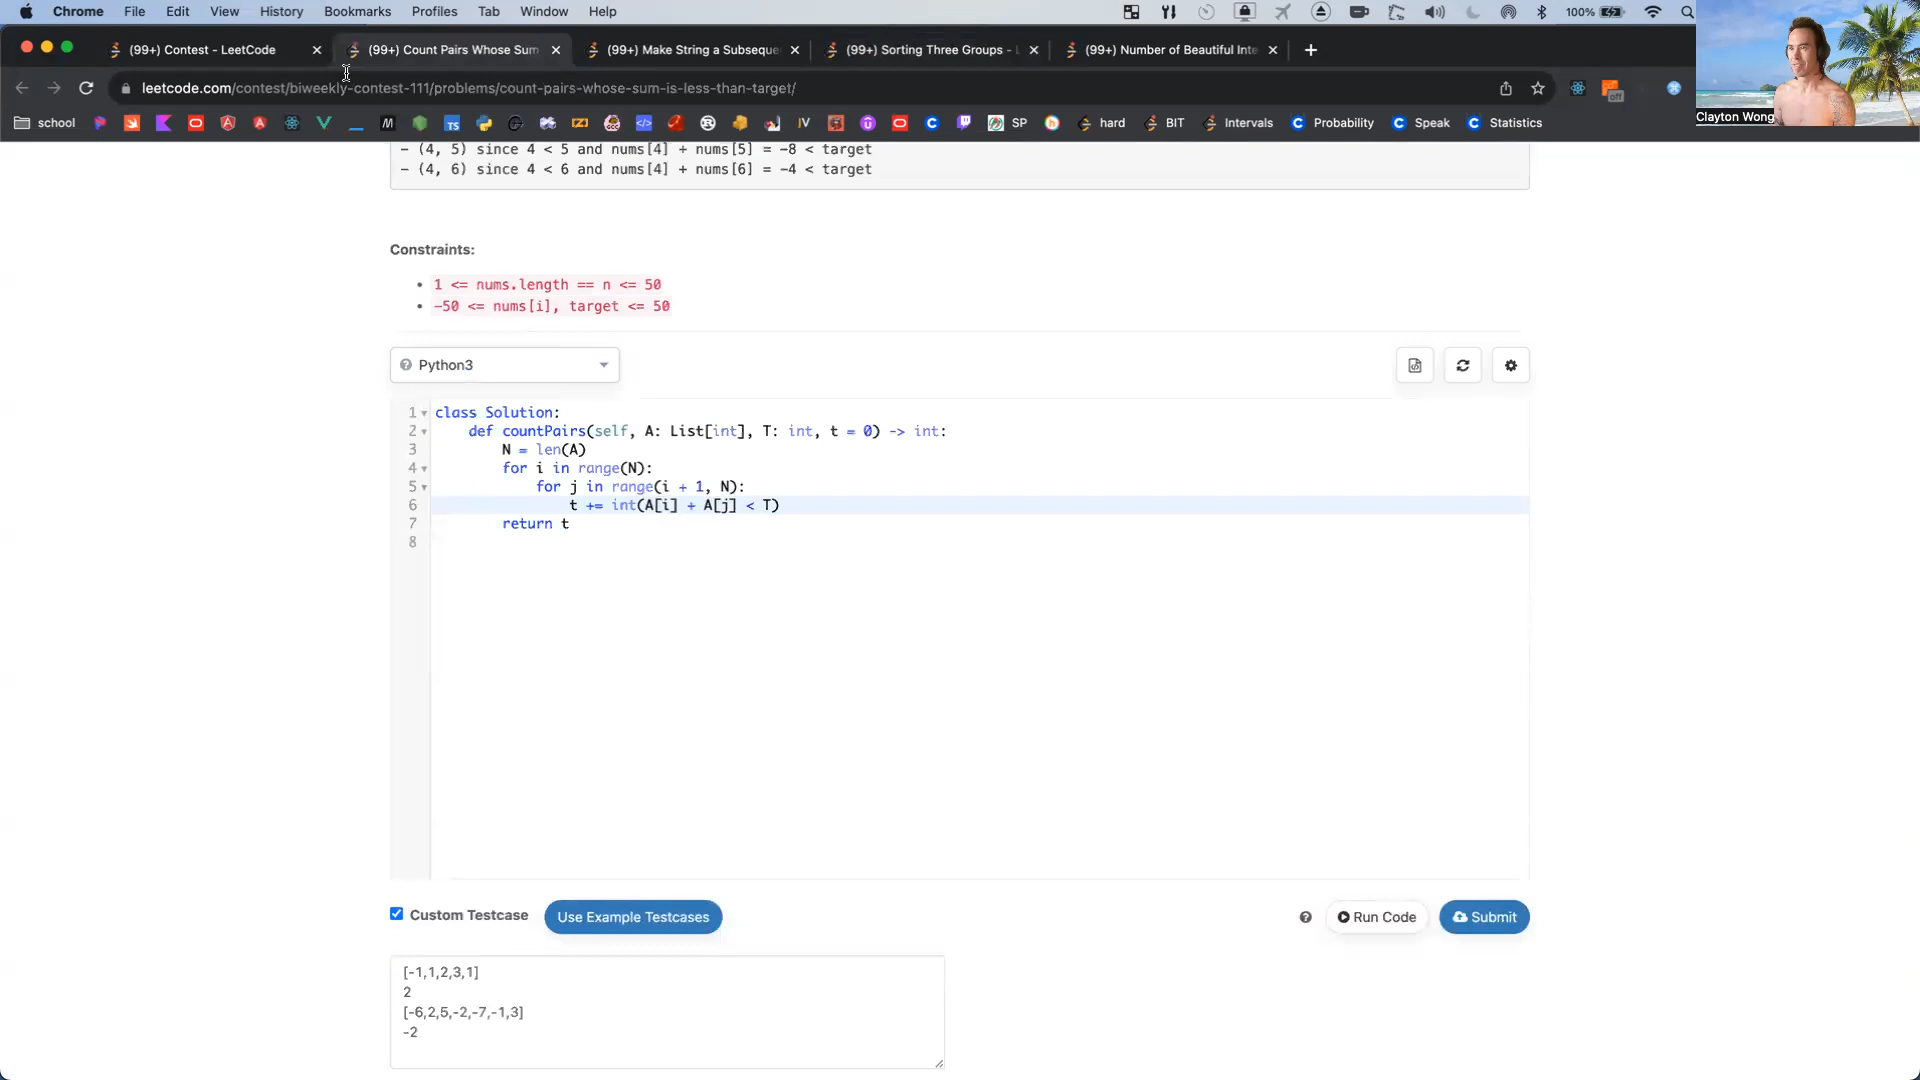 Chrome File Edit View History Bookmarks Profiles Tab Window Help 100%
(99+) Contest - LeetCode (99+) Count Pairs Whose Sum (99+) Make String a Subseque (99+) Sorting Three Groups - L (99+) Number of Beautiful Inte
leetcode.com/contest/biweekly-contest-111/problems/count-pairs-whose-sum-is-less-than-target/ off
Clayton Wong
school SP hard BIT Intervals Probability Speak Statistics
- (4, 5) since 4 < 5 and nums[4] + nums[5] = -8 < target
- (4, 6) since 4 < 6 and nums[4] + nums[6] = -4 < target
Constraints:
• 1 <= nums.length == n <= 50
• -50 <= nums[i], target <= 50
Python3
1 class Solution:
2 def countPairs(self, A: List[int], T: int, t = 0) -> int:
3 N = len(A)
4 for i in range(N):
5 for j in range(i + 1, N):
6 t += int(A[i] + A[j] < T)
7 return t
8
Custom Testcase Use Example Testcases Run Code Submit
[-1,1,2,3,1]
2
[-6,2,5,-2,-7,-1,3]
-2